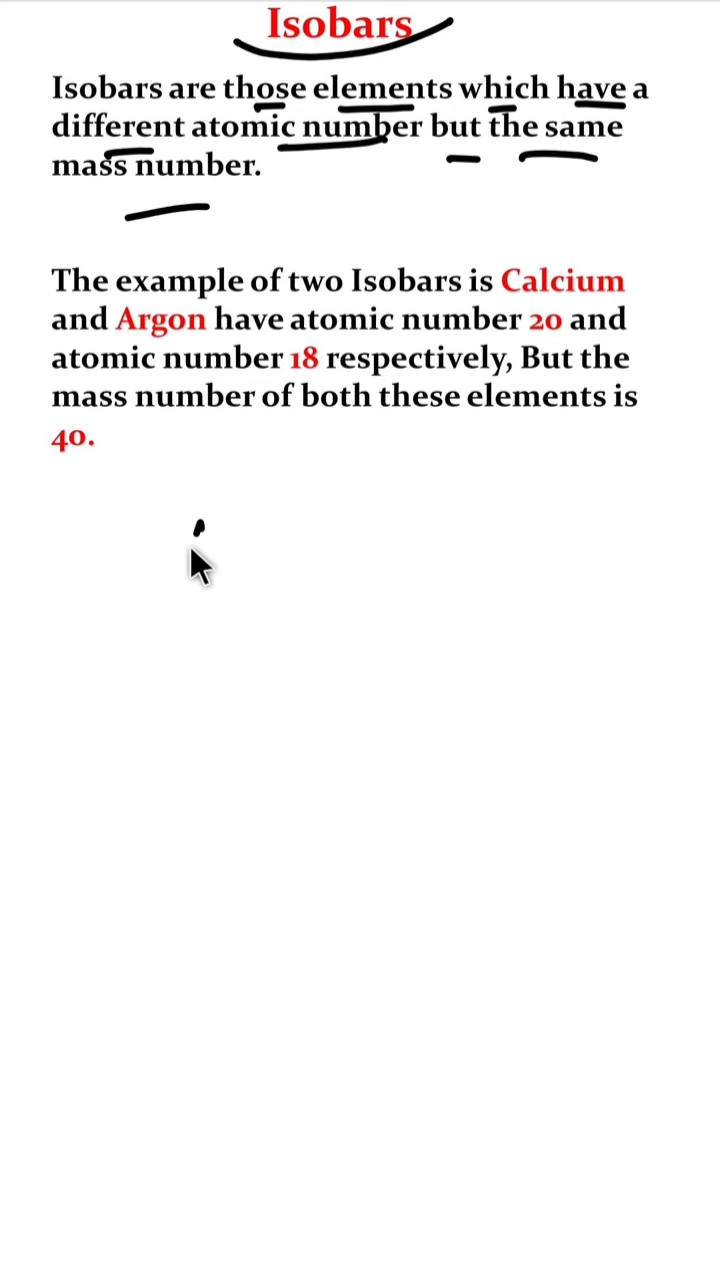 Isobars
Isobars are those elements which have a
different atomic number but the same
mass number.
The example of two Isobars is Calcium
and Argon have atomic number 20 and
atomic number 18 respectively, But the
mass number of both these elements is
40.